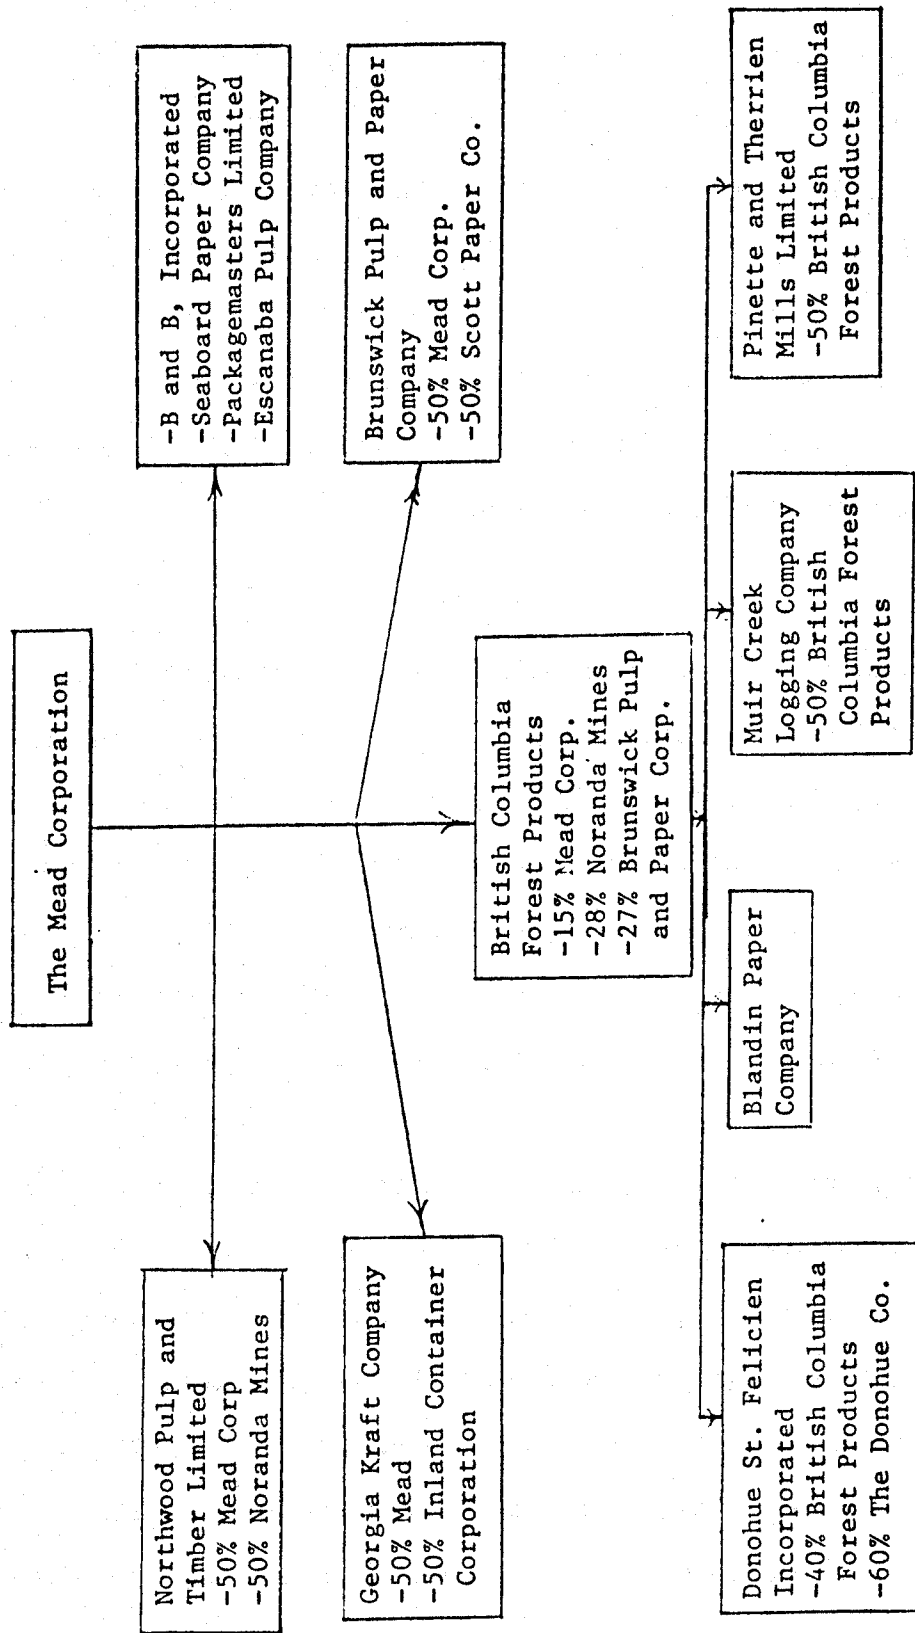 The Mead Corporation
Northwood Pulp and
Timber Limited
-50% Mead Corp
-50% Noranda Mines
-B and B, Incorporated
-Seaboard Paper Company
-Packagemasters Limited
-Escanaba Pulp Company
Georgia Kraft Company
-50% Mead
-50% Inland Container
Corporation
Brunswick Pulp and Paper
Company
-50% Mead Corp.
-50% Scott Paper Co.
British Columbia
Forest Products
-15% Mead Corp.
-28% Noranda Mines
-27% Brunswick Pulp
and Paper Corp.
Donohue St. Felicien
Incorporated
-40% British Columbia
Forest Products
-60% The Donohue Co.
Blandin Paper
Company
Muir Creek
Logging Company
-50% British
Columbia Forest
Products
Pinette and Therrien
Mills Limited
-50% British Columbia
Forest Products